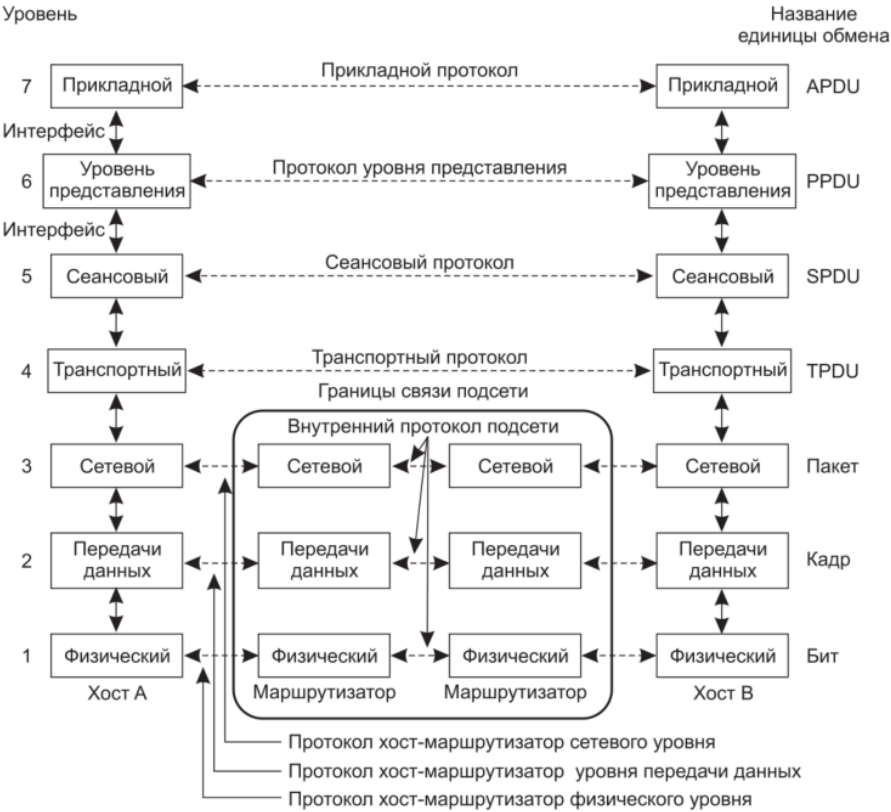 Уровень
Название
единицы обмена
Прикладной протокол
7 Прикладной Прикладной APDU
Интерфейс
Протокол уровня представления
6 Уровень представления Уровень представления PPDU
Интерфейс
Сеансовый протокол
5 Сеансовый Сеансовый SPDU
Транспортный протокол
4 Транспортный Транспортный TPDU
Границы связи подсети
Внутренний протокол подсети
3 Сетевой Сетевой Сетевой Сетевой Пакет
2 Передачи данных Передачи данных Передачи данных Передачи данных Кадр
1 Физический Физический Физический Физический Бит
Хост A Маршрутизатор Маршрутизатор Хост B
Протокол хост-маршрутизатор сетевого уровня
Протокол хост-маршрутизатор уровня передачи данных
Протокол хост-маршрутизатор физического уровня